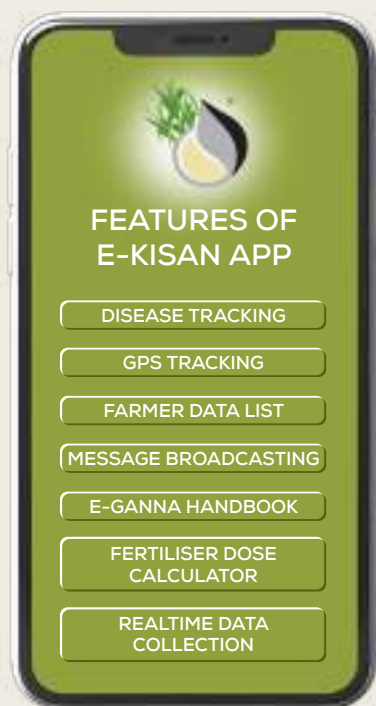 FEATURES OF
E-KISAN APP
DISEASE TRACKING
GPS TRACKING
FARMER DATA LIST
MESSAGE BROADCASTING
E-GANNA HANDBOOK
FERTILISER DOSE
CALCULATOR
REALTIME DATA
COLLECTION